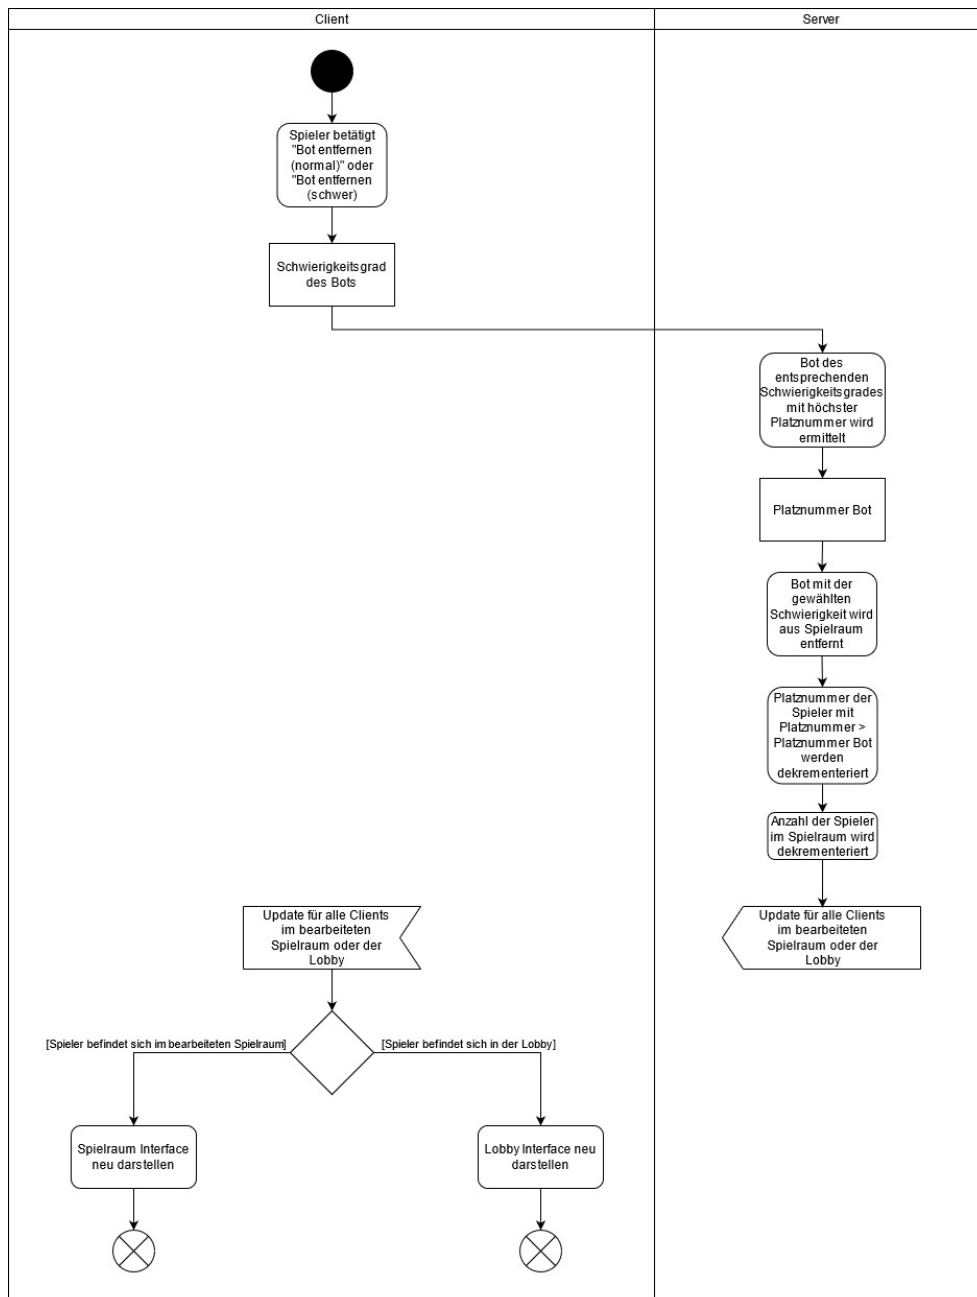 Client
Server
Spieler betätigt
"Bot entfernen
(normal)" oder
"Bot entfernen
(schwer)
Schwierigkeitsgrad
des Bots
Bot des
entsprechenden
Schwierigkeitsgrades
mit höchster
Platznummer wird
ermittelt
Platznummer Bot
Bot mit der
gewählten
Schwierigkeit wird
aus Spielraum
entfernt
Platznummer der
Spieler mit
Platznummer >
Platznummer Bot
werden
dekrementeriert
Anzahl der Spieler
im Spielraum wird
dekrementeriert
Update für alle Clients
im bearbeiteten
Spielraum oder der
Lobby
Update für alle Clients
im bearbeiteten
Spielraum oder der
Lobby
[Spieler befindet sich im bearbeiteten Spielraum]
[Spieler befindet sich in der Lobby]
Spielraum Interface
neu darstellen
Lobby Interface neu
darstellen